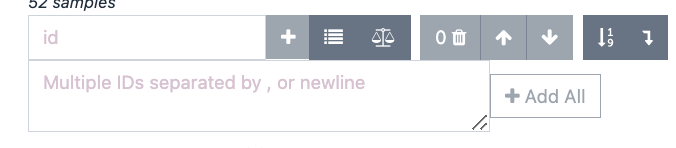 52 samples
id
0
Multiple IDs separated by , or newline
+ Add All